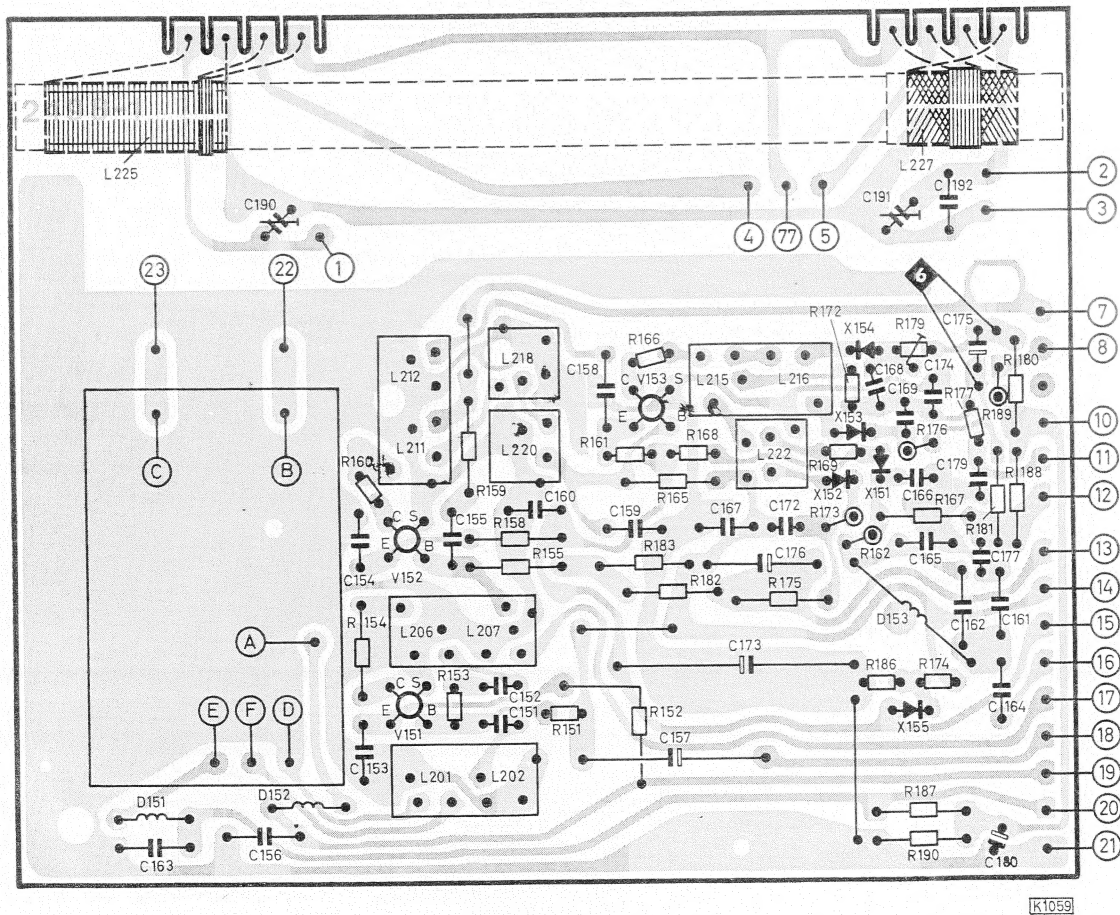 2
L225
L227
2
C190
C191
C192
3
1
4
77
5
23
22
6
7
R172
X154
R179
C175
L218
R166
C158
C
V153
S
L215
L216
C168
C174
R180
8
L212
C169
R177
E
B
X153
R176
R189
10
C
B
L211
L220
R161
R168
L222
R160
R159
R165
R169
X152
X151
C166
C179
R188
11
R167
12
C160
C S
C155
R158
C159
C167
C172
R173
R181
E
B
R155
R183
C176
R162
C165
C177
13
C154
V152
R182
R175
14
R154
D153
C162
C161
15
A
L206
L207
C173
16
R186
R174
C S
R153
C152
C164
17
E
F
D
E
B
C151
R151
R152
X155
V151
18
C153
C157
L201
L202
19
D151
D152
R187
20
C163
C156
R190
C180
21
K1059